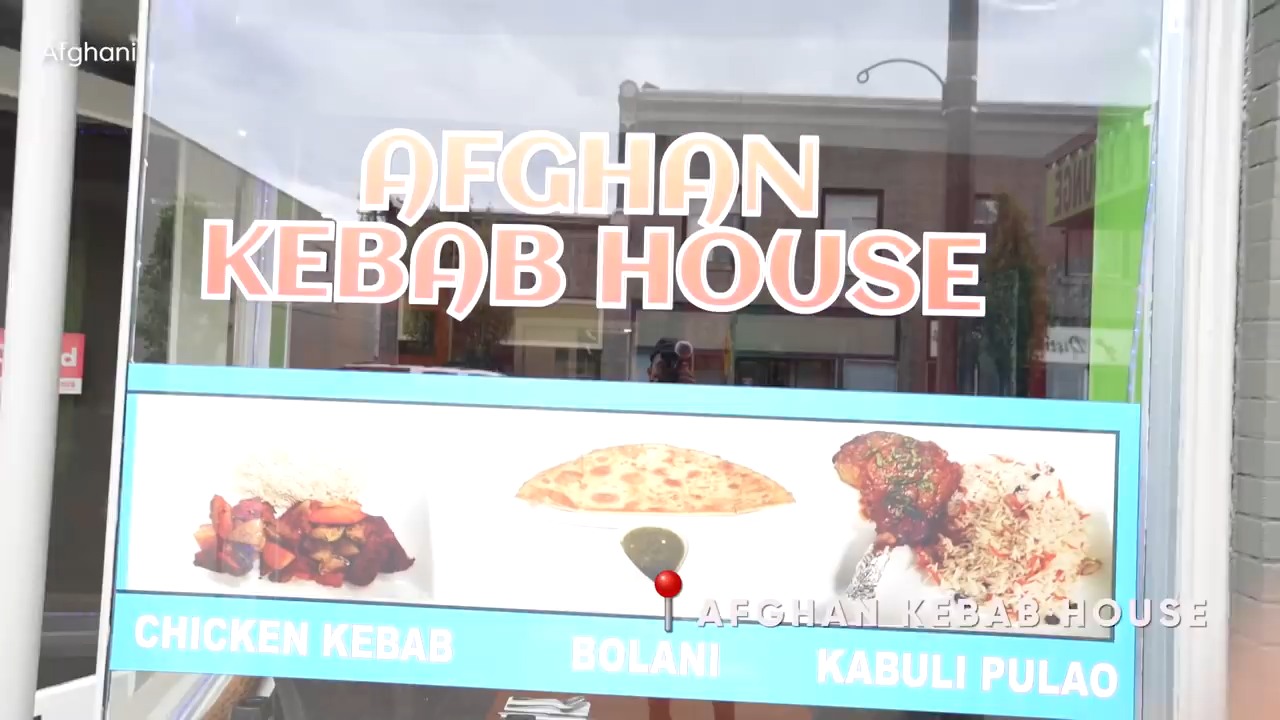 Afghani
AFGHAN
KEBAB HOUSE
CHICKEN KEBAB
BOLANI
KABULI PULAO
AFGHAN KEBAB HOUSE